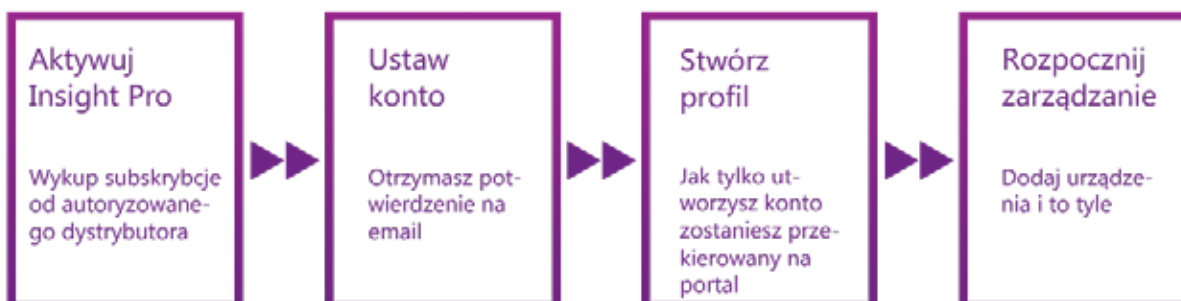 Aktywuj
Insight Pro
Wykup subskrybcje
od autoryzowane-
go dystrybutora
Ustaw
konto
Otrzymasz pot-
wierdzenie na
email
Stwórz
profil
Jak tylko ut-
worzysz konto
zostaniesz prze-
kierowany na
portal
Rozpocznij
zarządzanie
Dodaj urządze-
nia i to tyle